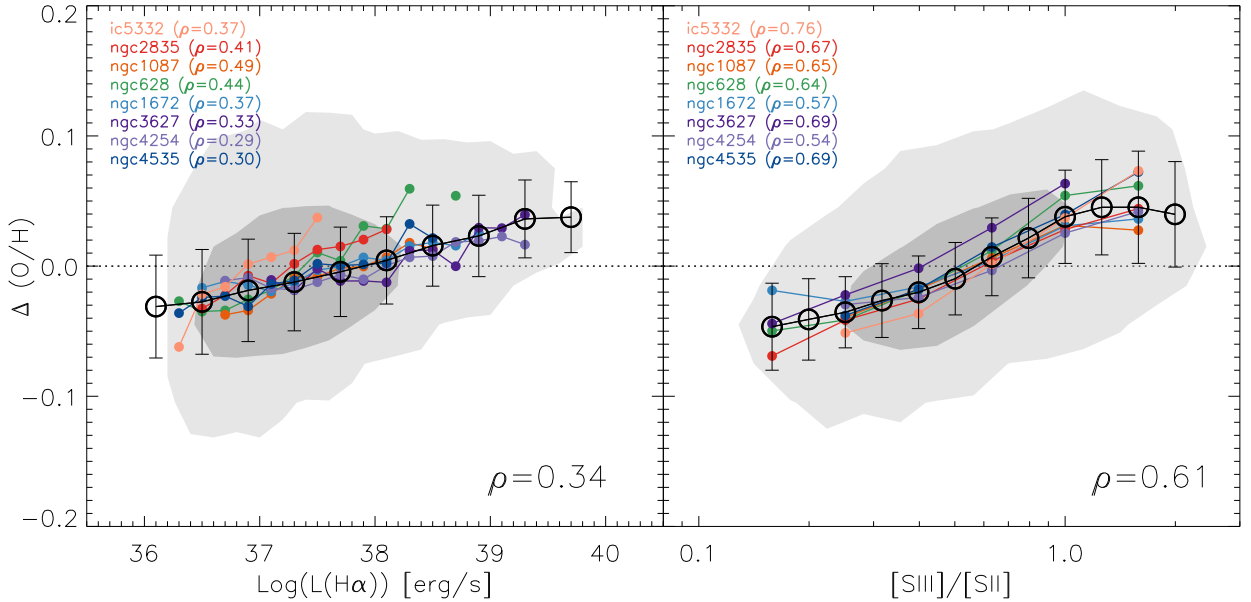 0.2
0.1
0.0
−0.1
−0.2
Δ (O/H)
ic5332 (ρ=0.37)
ngc2835 (ρ=0.41)
ngc1087 (ρ=0.49)
ngc628 (ρ=0.44)
ngc1672 (ρ=0.37)
ngc3627 (ρ=0.33)
ngc4254 (ρ=0.29)
ngc4535 (ρ=0.30)
ρ=0.34
36 37 38 39 40
Log(L(Hα)) [erg/s]
ic5332 (ρ=0.76)
ngc2835 (ρ=0.67)
ngc1087 (ρ=0.65)
ngc628 (ρ=0.64)
ngc1672 (ρ=0.57)
ngc3627 (ρ=0.69)
ngc4254 (ρ=0.54)
ngc4535 (ρ=0.69)
ρ=0.61
0.1 1.0
[SIII]/[SII]